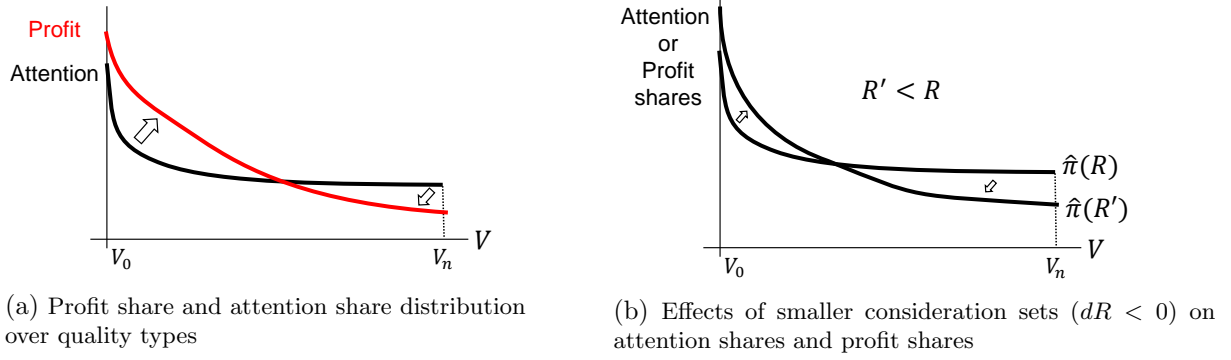 Profit
Attention
V
V₀
Vₙ
(a) Profit share and attention share distribution
over quality types
Attention
or
Profit
shares
R′ < R
π̂(R)
π̂(R′)
V
V₀
Vₙ
(b) Effects of smaller consideration sets (dR < 0) on
attention shares and profit shares